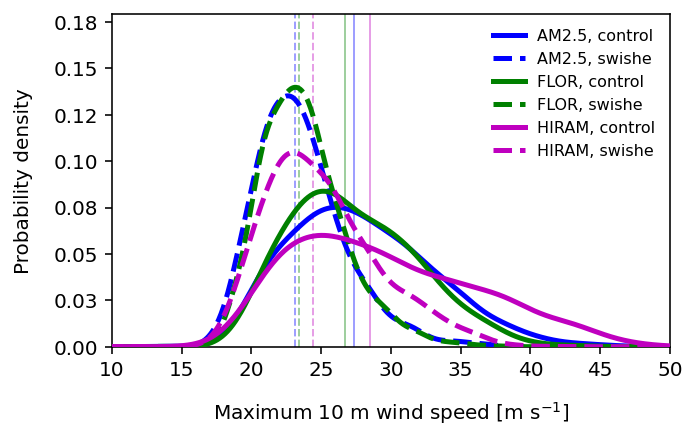 0.18
0.15
0.12
0.10
0.08
0.05
0.03
0.00
Probability density
10 15 20 25 30 35 40 45 50
Maximum 10 m wind speed [m s⁻¹]
AM2.5, control
AM2.5, swishe
FLOR, control
FLOR, swishe
HIRAM, control
HIRAM, swishe